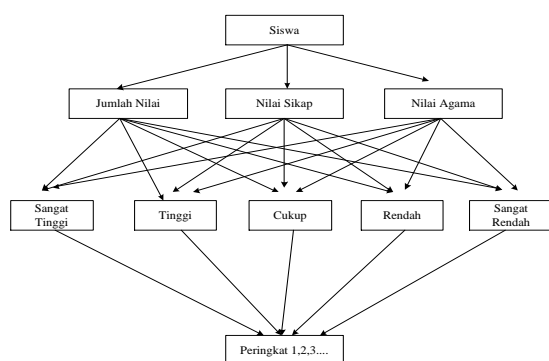 Siswa
Jumlah Nilai
Nilai Sikap
Nilai Agama
Sangat
Tinggi
Tinggi
Cukup
Rendah
Sangat
Rendah
Peringkat 1,2,3....